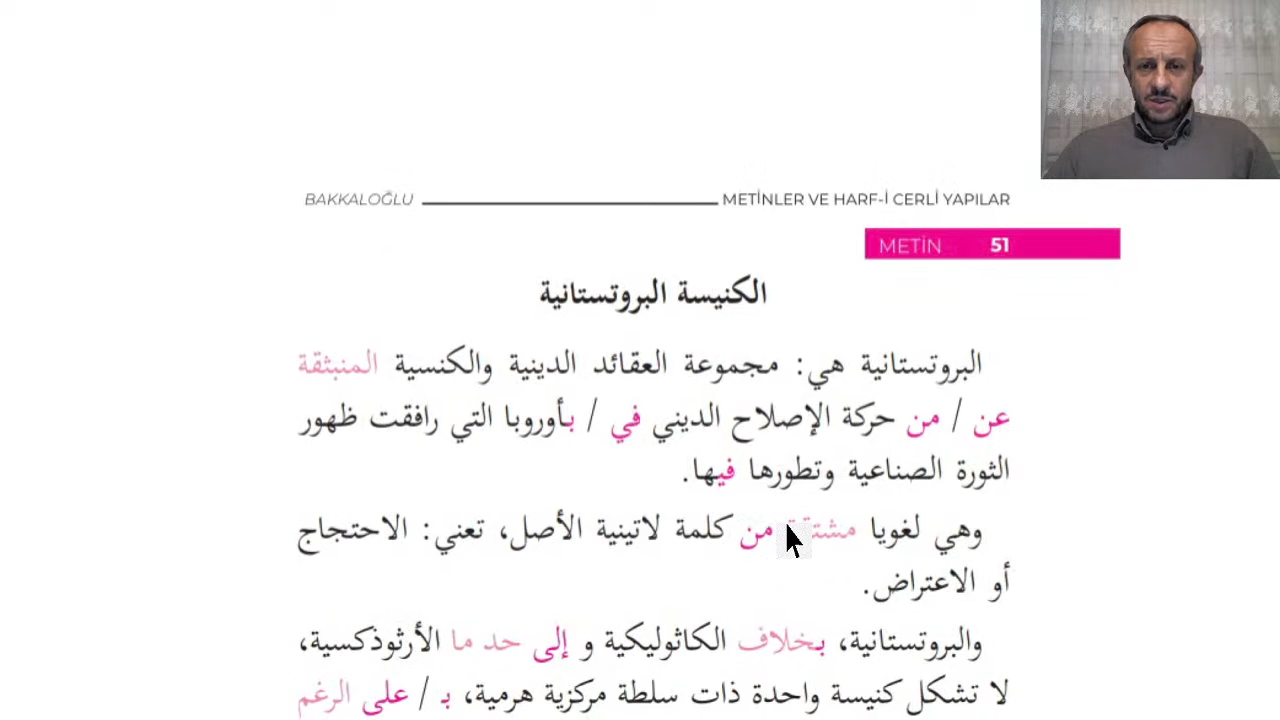 BAKKALOĞLU METİNLER VE HARF-İ CERLİ YAPILAR
METİN 51
الكنيسة البروتستانية
البروتستانية هي: مجموعة العقائد الدينية والكنسية المنبثقة
عن / من حركة الإصلاح الديني في / بأوروبا التي رافقت ظهور
الثورة الصناعية وتطورها فيها.
وهي لغويا من كلمة لاتينية الأصل، تعني: الاحتجاج
أو الاعتراض.
والبروتستانية، بخلاف الكاثوليكية و إلى حد ما الأرثوذكسية،
لا تشكل كنيسة واحدة ذات سلطة مركزية هرمية، بـ / على الرغم